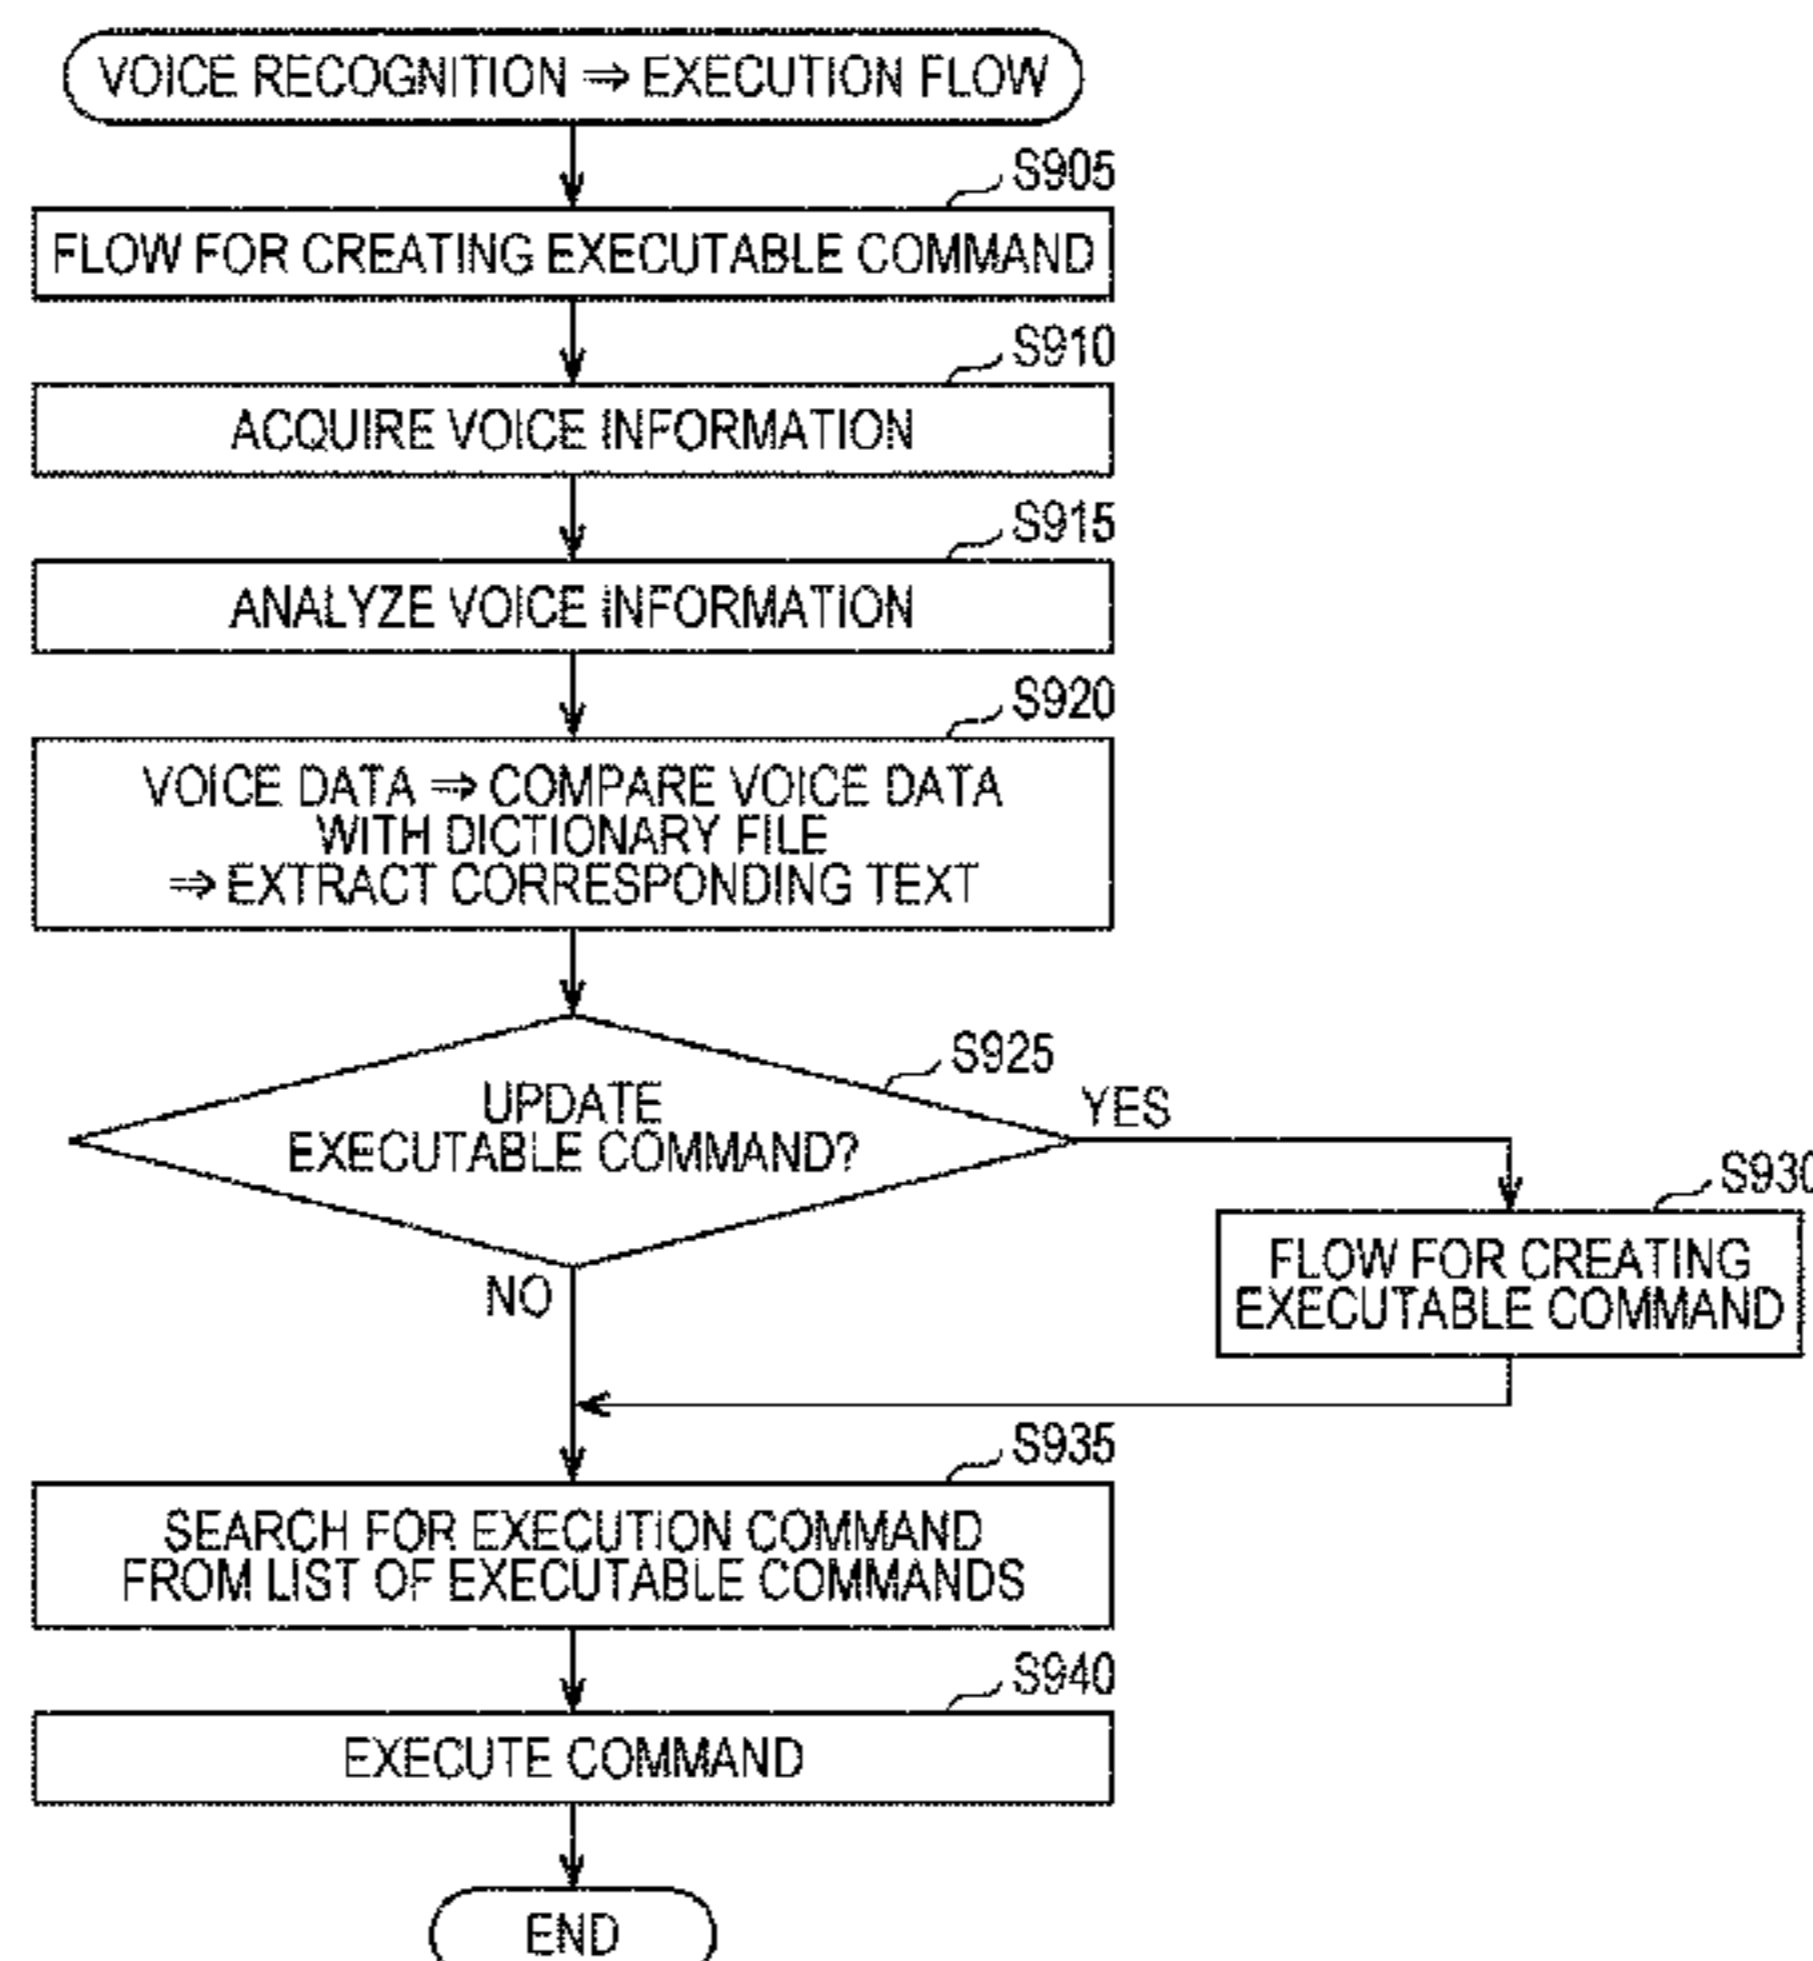 VOICE RECOGNITION ⇒ EXECUTION FLOW
S905
FLOW FOR CREATING EXECUTABLE COMMAND
S910
ACQUIRE VOICE INFORMATION
S915
ANALYZE VOICE INFORMATION
S920
VOICE DATA ⇒ COMPARE VOICE DATA
WITH DICTIONARY FILE
⇒ EXTRACT CORRESPONDING TEXT
S925
UPDATE
EXECUTABLE COMMAND?
YES
S930
FLOW FOR CREATING
EXECUTABLE COMMAND
NO
S935
SEARCH FOR EXECUTION COMMAND
FROM LIST OF EXECUTABLE COMMANDS
S940
EXECUTE COMMAND
END